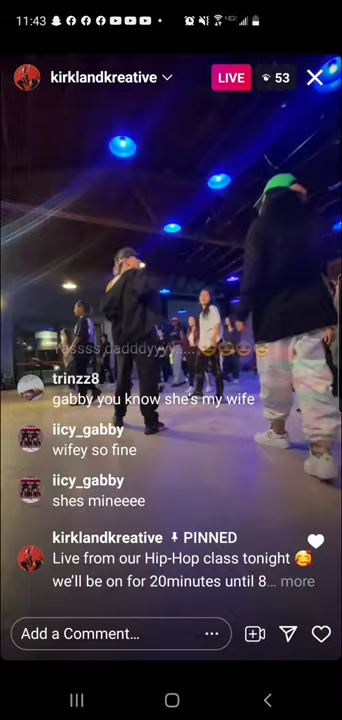 11:43
kirklandkreative
LIVE
53
Yassss dadddyyyy.....
trinzz8
gabby you know she's my wife
iicy_gabby
wifey so fine
iicy_gabby
shes mineeee
kirklandkreative PINNED
Live from our Hip-Hop class tonight 🥰
we'll be on for 20minutes until 8... more
Add a Comment...